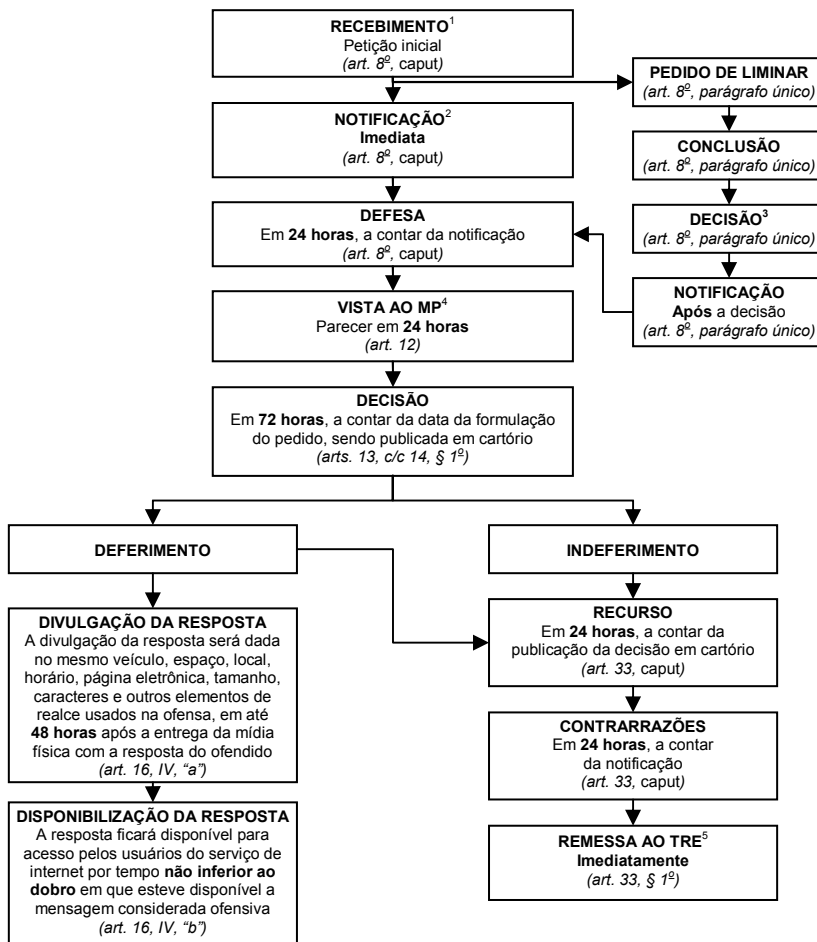 RECEBIMENTO¹
Petição inicial
(art. 8º, caput)
PEDIDO DE LIMINAR
(art. 8º, parágrafo único)
NOTIFICAÇÃO²
Imediata
(art. 8º, caput)
CONCLUSÃO
(art. 8º, parágrafo único)
DEFESA
Em 24 horas, a contar da notificação
(art. 8º, caput)
DECISÃO³
(art. 8º, parágrafo único)
NOTIFICAÇÃO
Após a decisão
(art. 8º, parágrafo único)
VISTA AO MP⁴
Parecer em 24 horas
(art. 12)
DECISÃO
Em 72 horas, a contar da data da formulação
do pedido, sendo publicada em cartório
(arts. 13, c/c 14, § 1º)
DEFERIMENTO
INDEFERIMENTO
DIVULGAÇÃO DA RESPOSTA
A divulgação da resposta será dada
no mesmo veículo, espaço, local,
horário, página eletrônica, tamanho,
caracteres e outros elementos de
realce usados na ofensa, em até
48 horas após a entrega da mídia
física com a resposta do ofendido
(art. 16, IV, “a”)
DISPONIBILIZAÇÃO DA RESPOSTA
A resposta ficará disponível para
acesso pelos usuários do serviço de
internet por tempo não inferior ao
dobro em que esteve disponível a
mensagem considerada ofensiva
(art. 16, IV, “b”)
RECURSO
Em 24 horas, a contar da
publicação da decisão em cartório
(art. 33, caput)
CONTRARRAZÕES
Em 24 horas, a contar
da notificação
(art. 33, caput)
REMESSA AO TRE⁵
Imediatamente
(art. 33, § 1º)